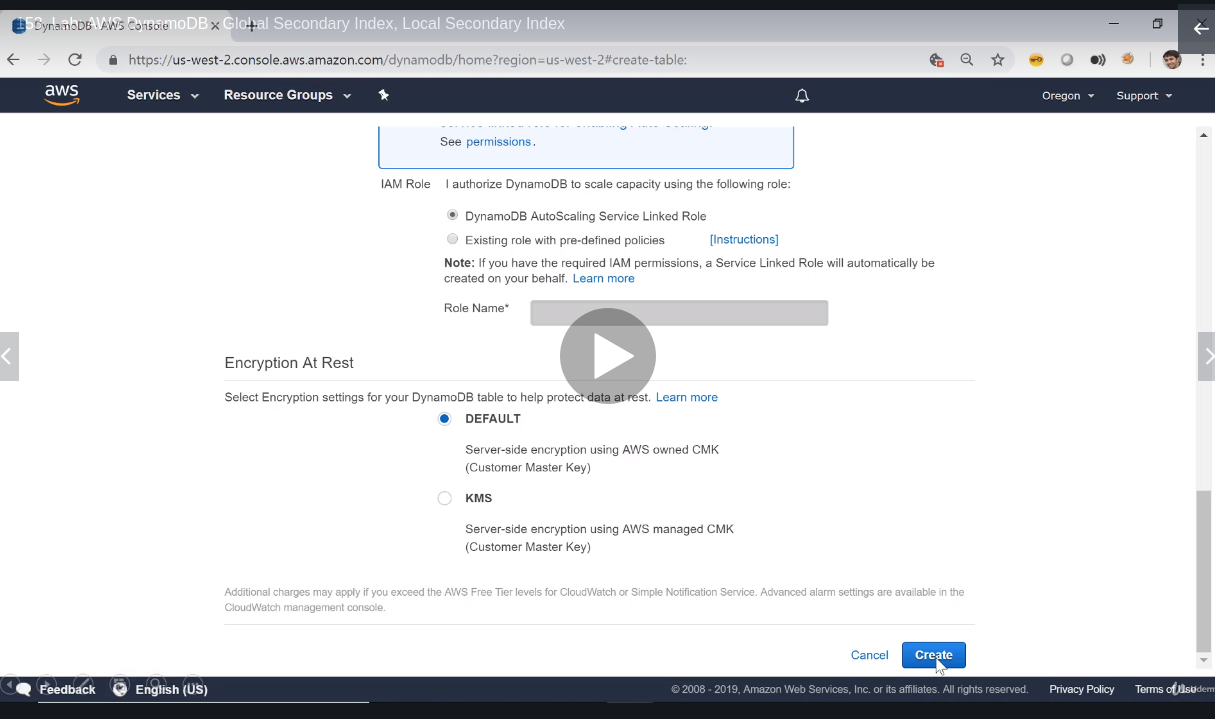 153. Lab: AWS DynamoDB - Global Secondary Index, Local Secondary Index
DynamoDB - AWS Console
https://us-west-2.console.aws.amazon.com/dynamodb/home?region=us-west-2#create-table:
aws
Services
Resource Groups
Oregon
Support
service-linked role for enabling Auto Scaling.
See permissions.
IAM Role
I authorize DynamoDB to scale capacity using the following role:
DynamoDB AutoScaling Service Linked Role
Existing role with pre-defined policies
[Instructions]
Note: If you have the required IAM permissions, a Service Linked Role will automatically be
created on your behalf. Learn more
Role Name*
Encryption At Rest
Select Encryption settings for your DynamoDB table to help protect data at rest. Learn more
DEFAULT
Server-side encryption using AWS owned CMK
(Customer Master Key)
KMS
Server-side encryption using AWS managed CMK
(Customer Master Key)
Additional charges may apply if you exceed the AWS Free Tier levels for CloudWatch or Simple Notification Service. Advanced alarm settings are available in the
CloudWatch management console.
Cancel
Create
Feedback
English (US)
© 2008 - 2019, Amazon Web Services, Inc. or its affiliates. All rights reserved.
Privacy Policy
Terms of Use